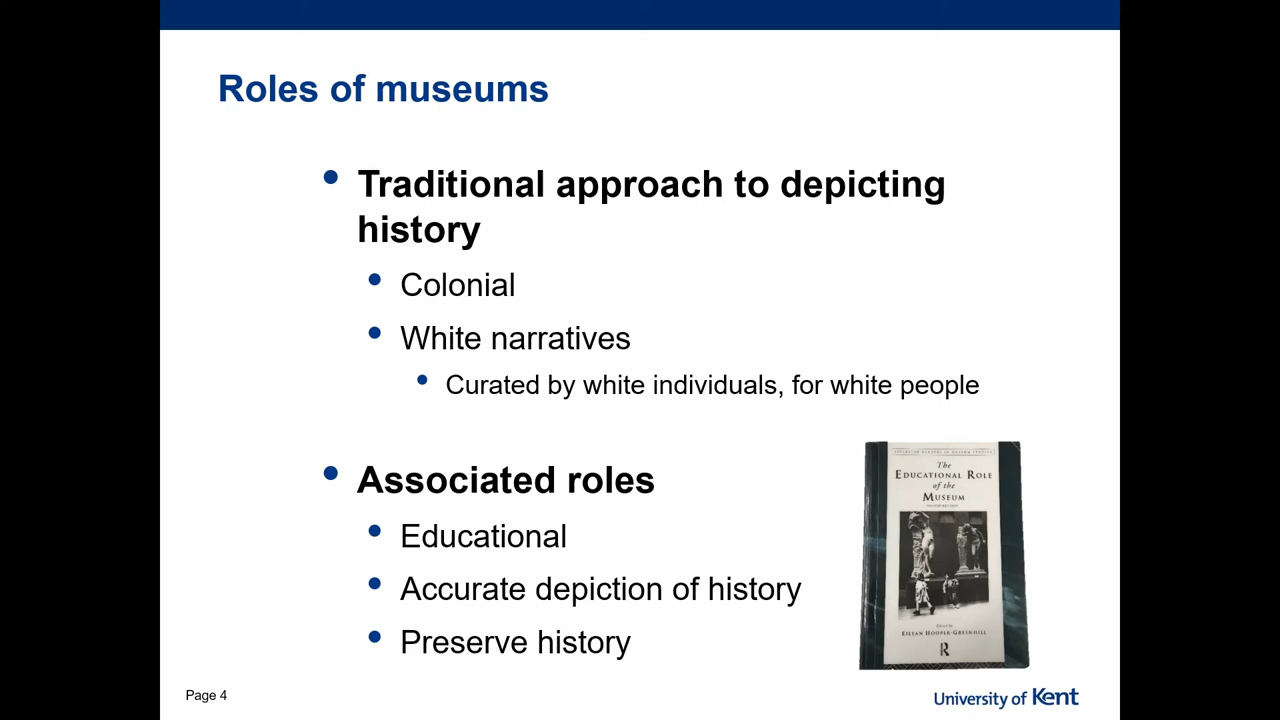 Roles of museums
Traditional approach to depicting
history
Colonial
White narratives
Curated by white individuals, for white people
Associated roles
Educational
Accurate depiction of history
Preserve history
The
EDUCATIONAL ROLE
of the
MUSEUM
Edited by
EILEAN HOOPER-GREENHILL
R
Page 4
University of Kent